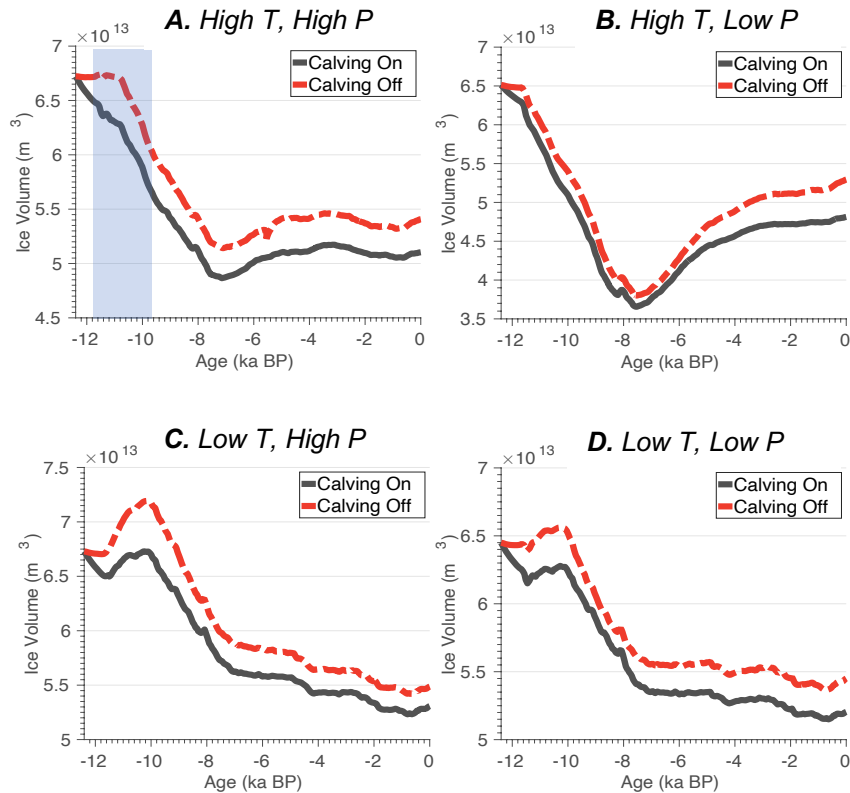 A. High T, High P
×10 13
7
6.5
6
5.5
5
4.5
Ice Volume (m 3)
Calving On
Calving Off
-12 -10 -8 -6 -4 -2 0
Age (ka BP)
B. High T, Low P
×10 13
7
6.5
6
5.5
5
4.5
4
3.5
Ice Volume (m 3)
Calving On
Calving Off
-12 -10 -8 -6 -4 -2 0
Age (ka BP)
C. Low T, High P
×10 13
7.5
7
6.5
6
5.5
5
Ice Volume (m 3)
Calving On
Calving Off
-12 -10 -8 -6 -4 -2 0
Age (ka BP)
D. Low T, Low P
×10 13
7
6.5
6
5.5
5
Ice Volume (m 3)
Calving On
Calving Off
-12 -10 -8 -6 -4 -2 0
Age (ka BP)